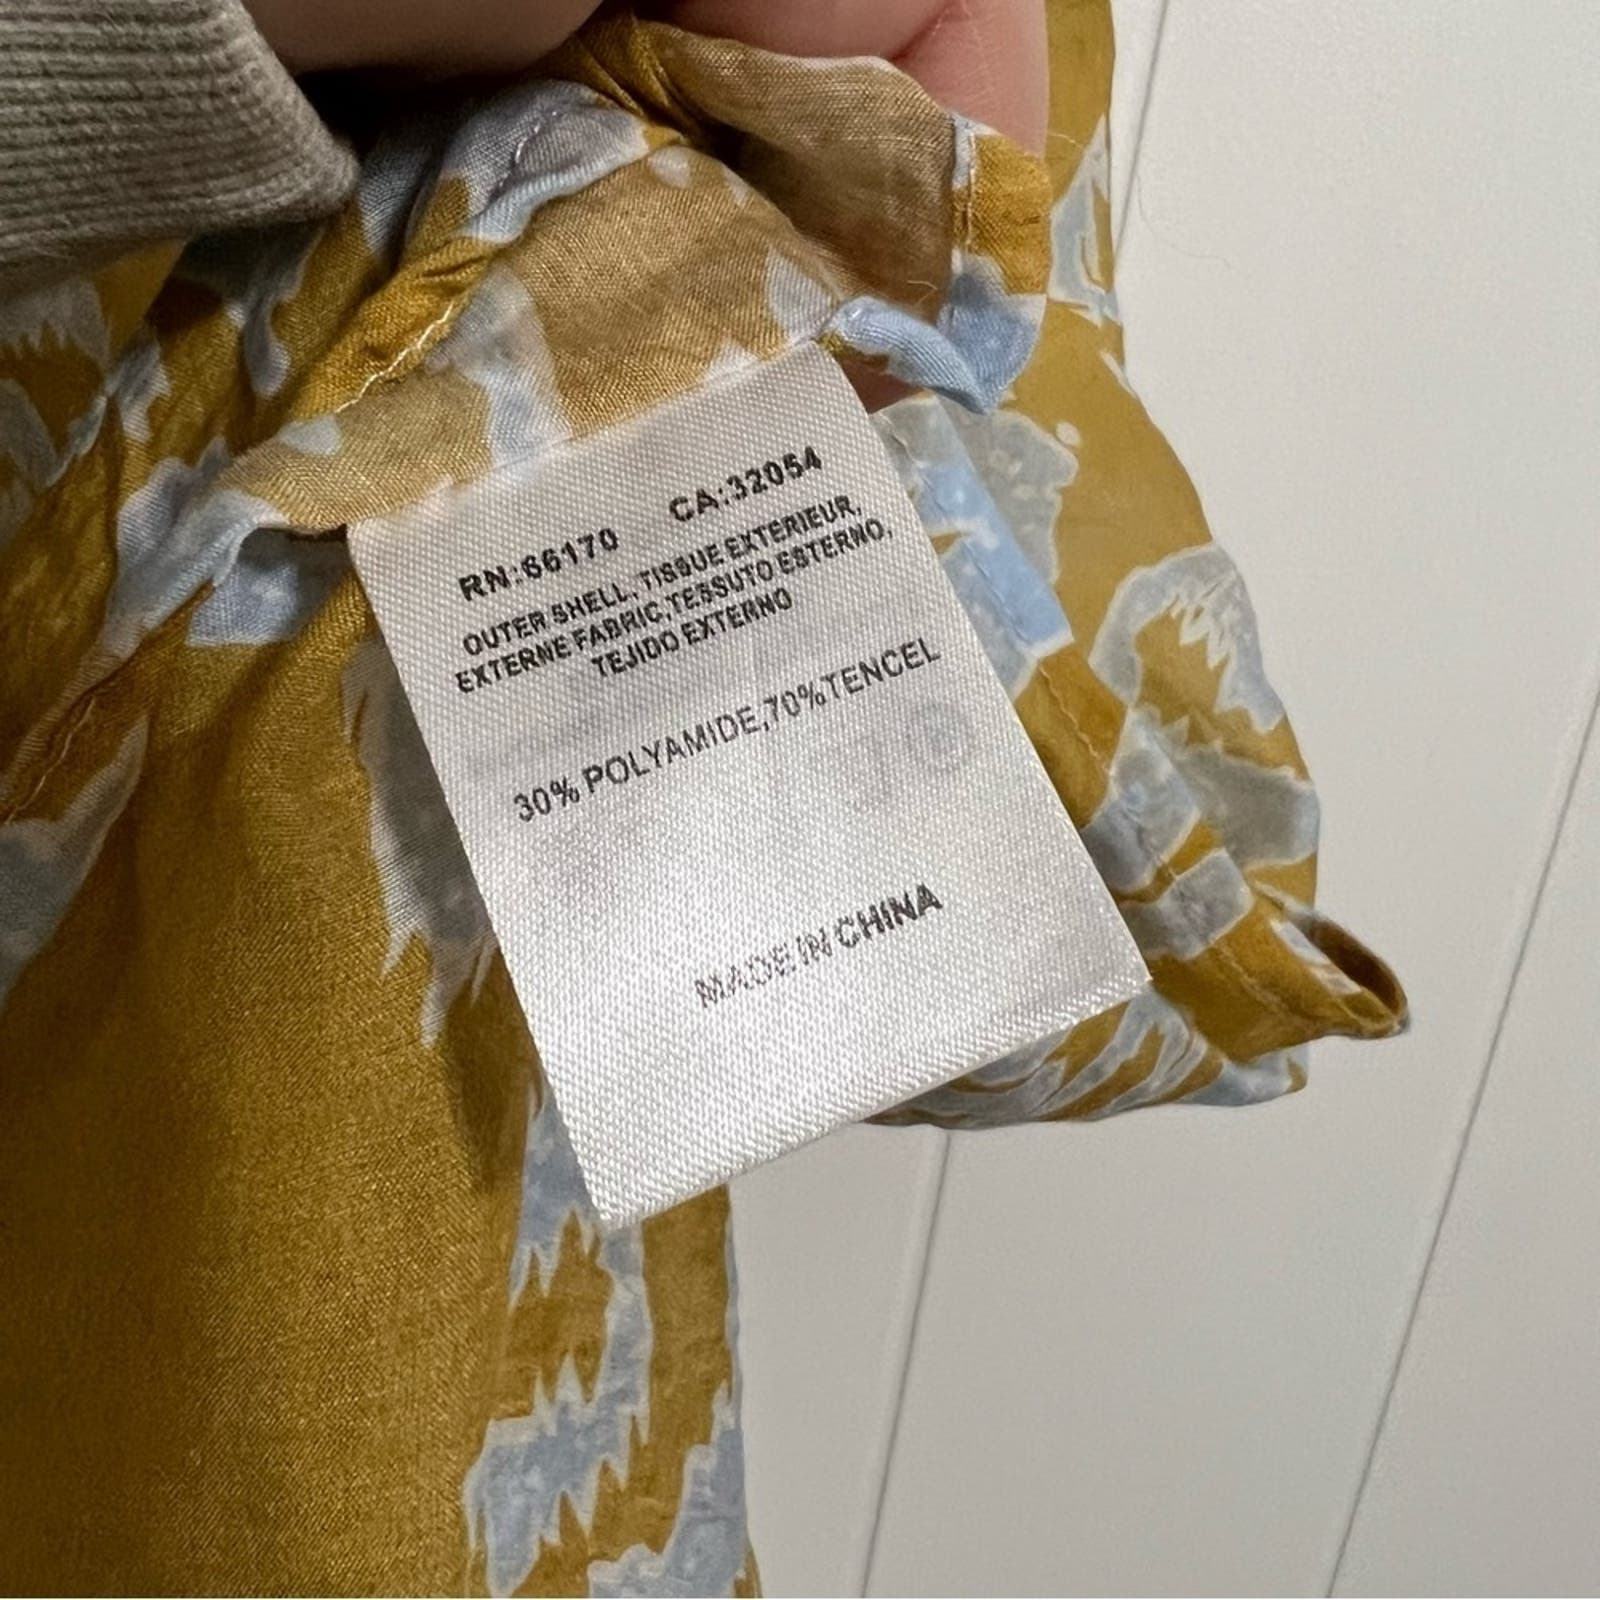 RN:66170 CA:32054
OUTER SHELL, TISSUE EXTERIEUR,
EXTERNE FABRIC,TESSUTO ESTERNO,
TEJIDO EXTERNO
30% POLYAMIDE,70%TENCEL
MADE IN CHINA